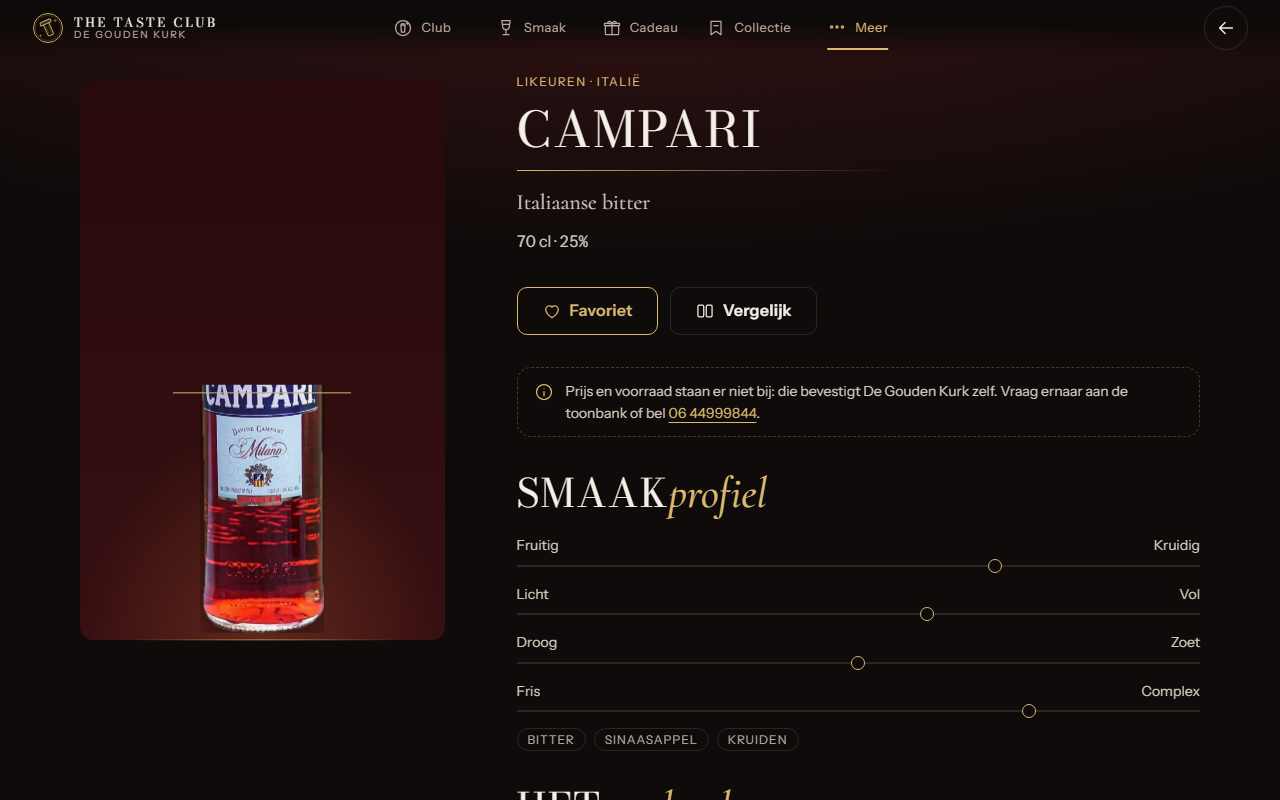 THE TASTE CLUB
DE GOUDEN KURK
Club
Smaak
Cadeau
Collectie
Meer
LIKEUREN · ITALIË
CAMPARI
Italiaanse bitter
70 cl · 25%
Favoriet
Vergelijk
Prijs en voorraad staan er niet bij: die bevestigt De Gouden Kurk zelf. Vraag ernaar aan de
toonbank of bel 06 44999844.
CAMPARI
Davide Campari
Milano
CAMPARI
SMAAKprofiel
Fruitig
Kruidig
Licht
Vol
Droog
Zoet
Fris
Complex
BITTER
SINAASAPPEL
KRUIDEN